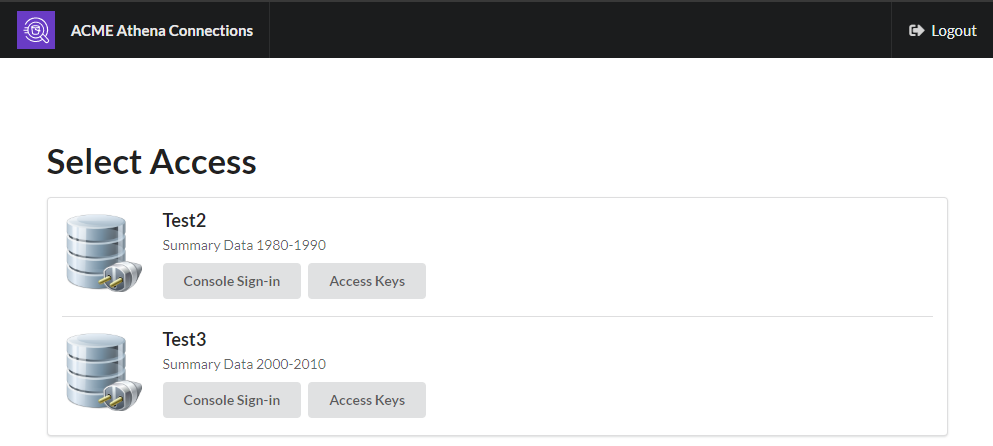 ACME Athena Connections
Logout
Select Access
Test2
Summary Data 1980-1990
Console Sign-in Access Keys
Test3
Summary Data 2000-2010
Console Sign-in Access Keys